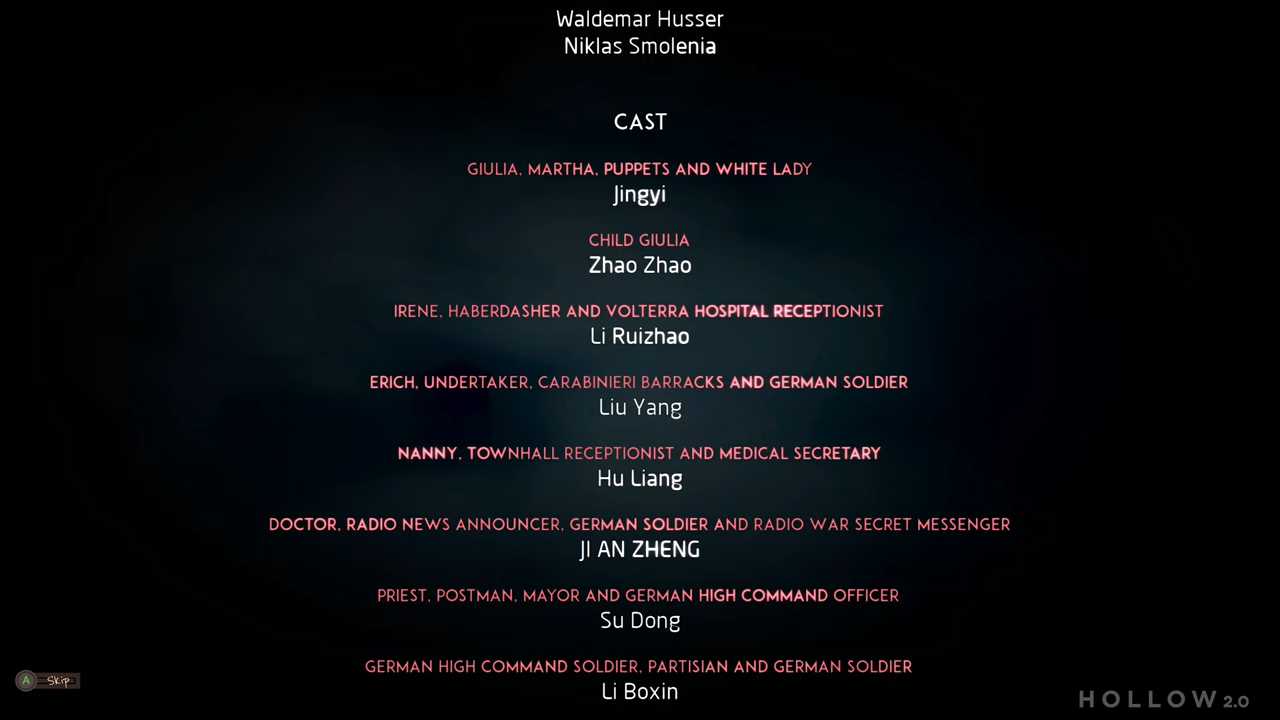 Waldemar Husser
Niklas Smolenia
CAST
GIULIA, MARTHA, PUPPETS AND WHITE LADY
Jingyi
CHILD GIULIA
Zhao Zhao
IRENE, HABERDASHER AND VOLTERRA HOSPITAL RECEPTIONIST
Li Ruizhao
ERICH, UNDERTAKER, CARABINIERI BARRACKS AND GERMAN SOLDIER
Liu Yang
NANNY, TOWNHALL RECEPTIONIST AND MEDICAL SECRETARY
Hu Liang
DOCTOR, RADIO NEWS ANNOUNCER, GERMAN SOLDIER AND RADIO WAR SECRET MESSENGER
JI AN ZHENG
PRIEST, POSTMAN, MAYOR AND GERMAN HIGH COMMAND OFFICER
Su Dong
GERMAN HIGH COMMAND SOLDIER, PARTISIAN AND GERMAN SOLDIER
Li Boxin
A Skip
HOLLOW 2.0